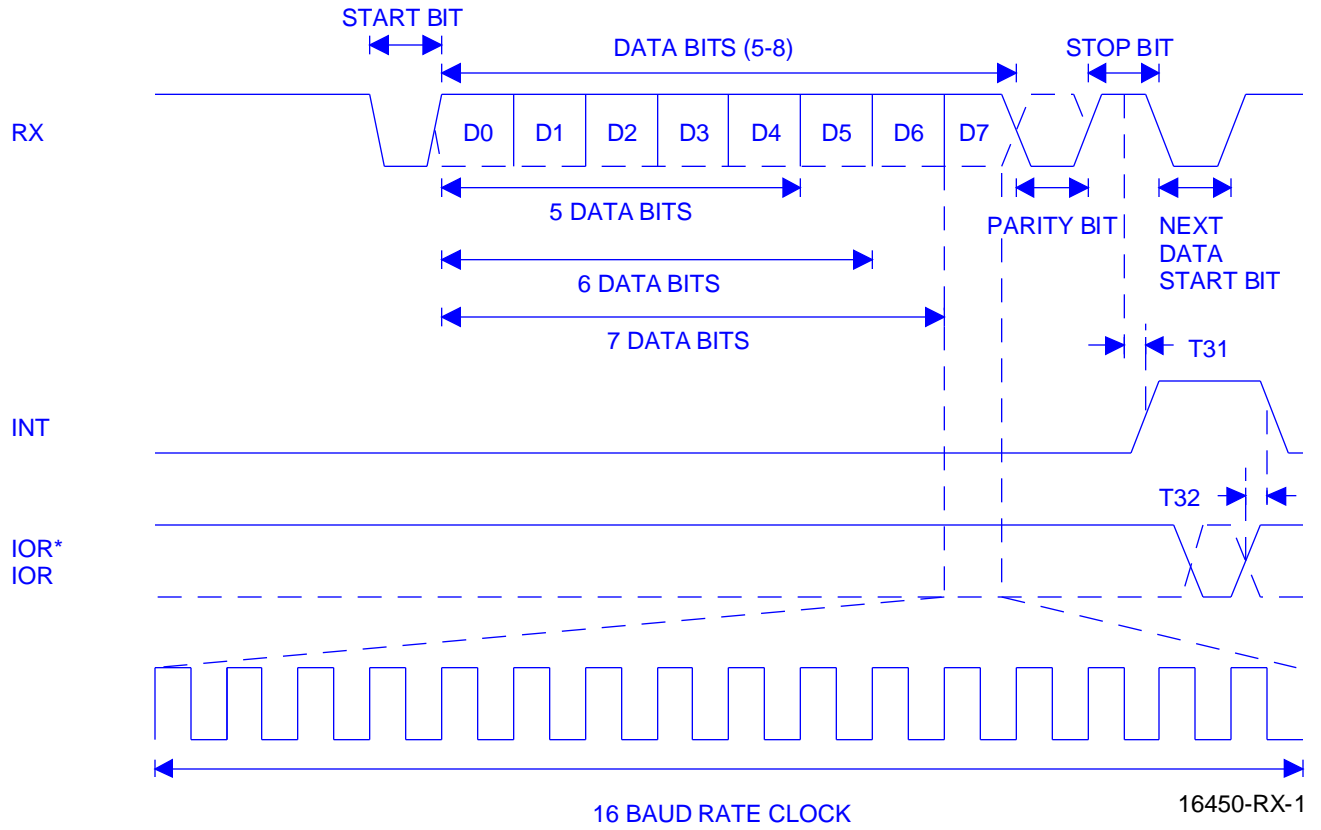 START BIT
DATA BITS (5-8)
STOP BIT
RX
D0 D1 D2 D3 D4 D5 D6 D7
5 DATA BITS
PARITY BIT
NEXT
DATA
START BIT
6 DATA BITS
7 DATA BITS
T31
INT
T32
IOR*
IOR
16 BAUD RATE CLOCK
16450-RX-1